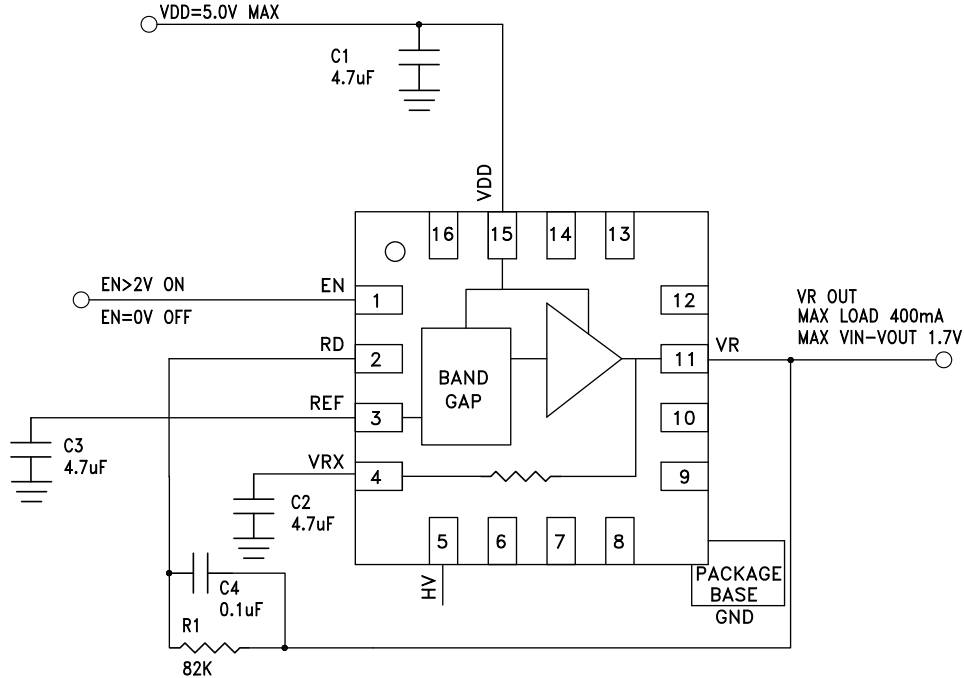 VDD=5.0V MAX
C1
4.7uF
VDD
16
15
14
13
EN>2V ON
EN=0V OFF
EN
1
12
VR OUT
MAX LOAD 400mA
MAX VIN-VOUT 1.7V
RD
2
BAND
GAP
11
VR
REF
3
10
C3
4.7uF
VRX
4
9
C2
4.7uF
5
6
7
8
HV
PACKAGE
BASE
GND
C4
0.1uF
R1
82K